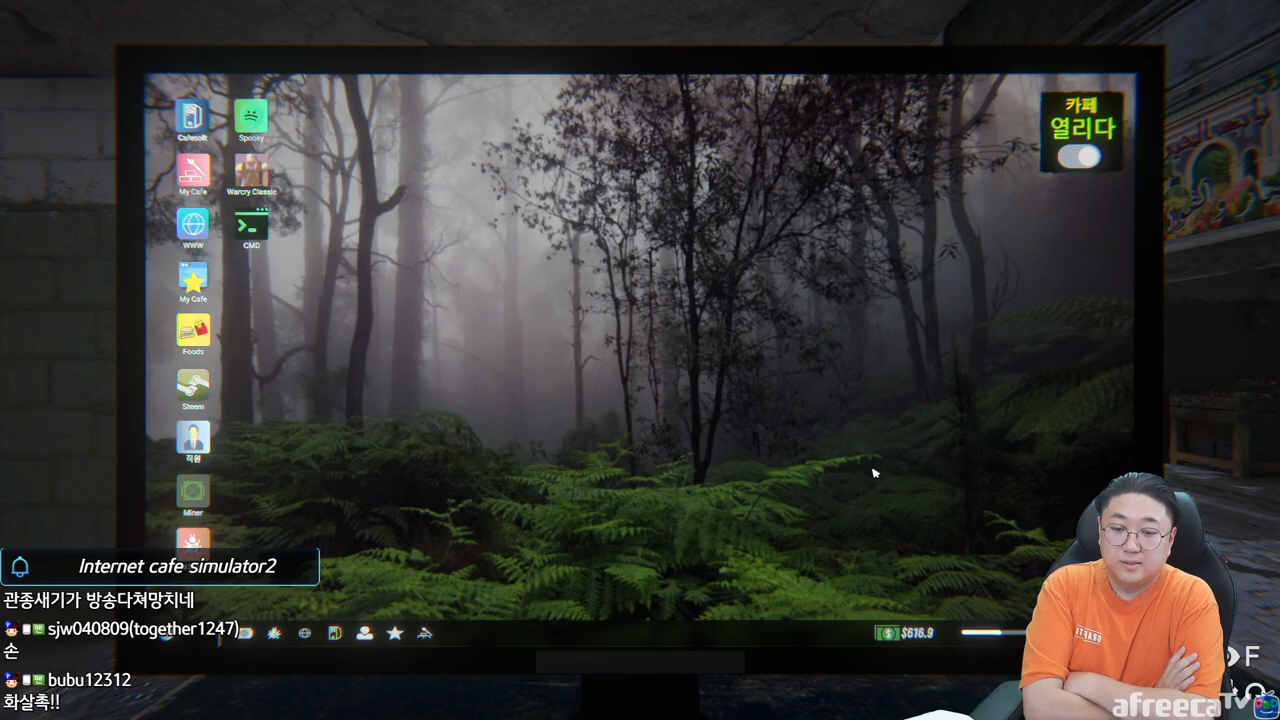 카페
열리다
Cafesoft
Spooky
My Cafe
Warcry Classic
WWW
CMD
My Cafe
Foods
Steem
직원
Miner
Internet cafe simulator2
관종새기가 방송다쳐망치네
sjw040809(together1247)
손
bubu12312
화살촉!!
$616.9
F
afreecaTV